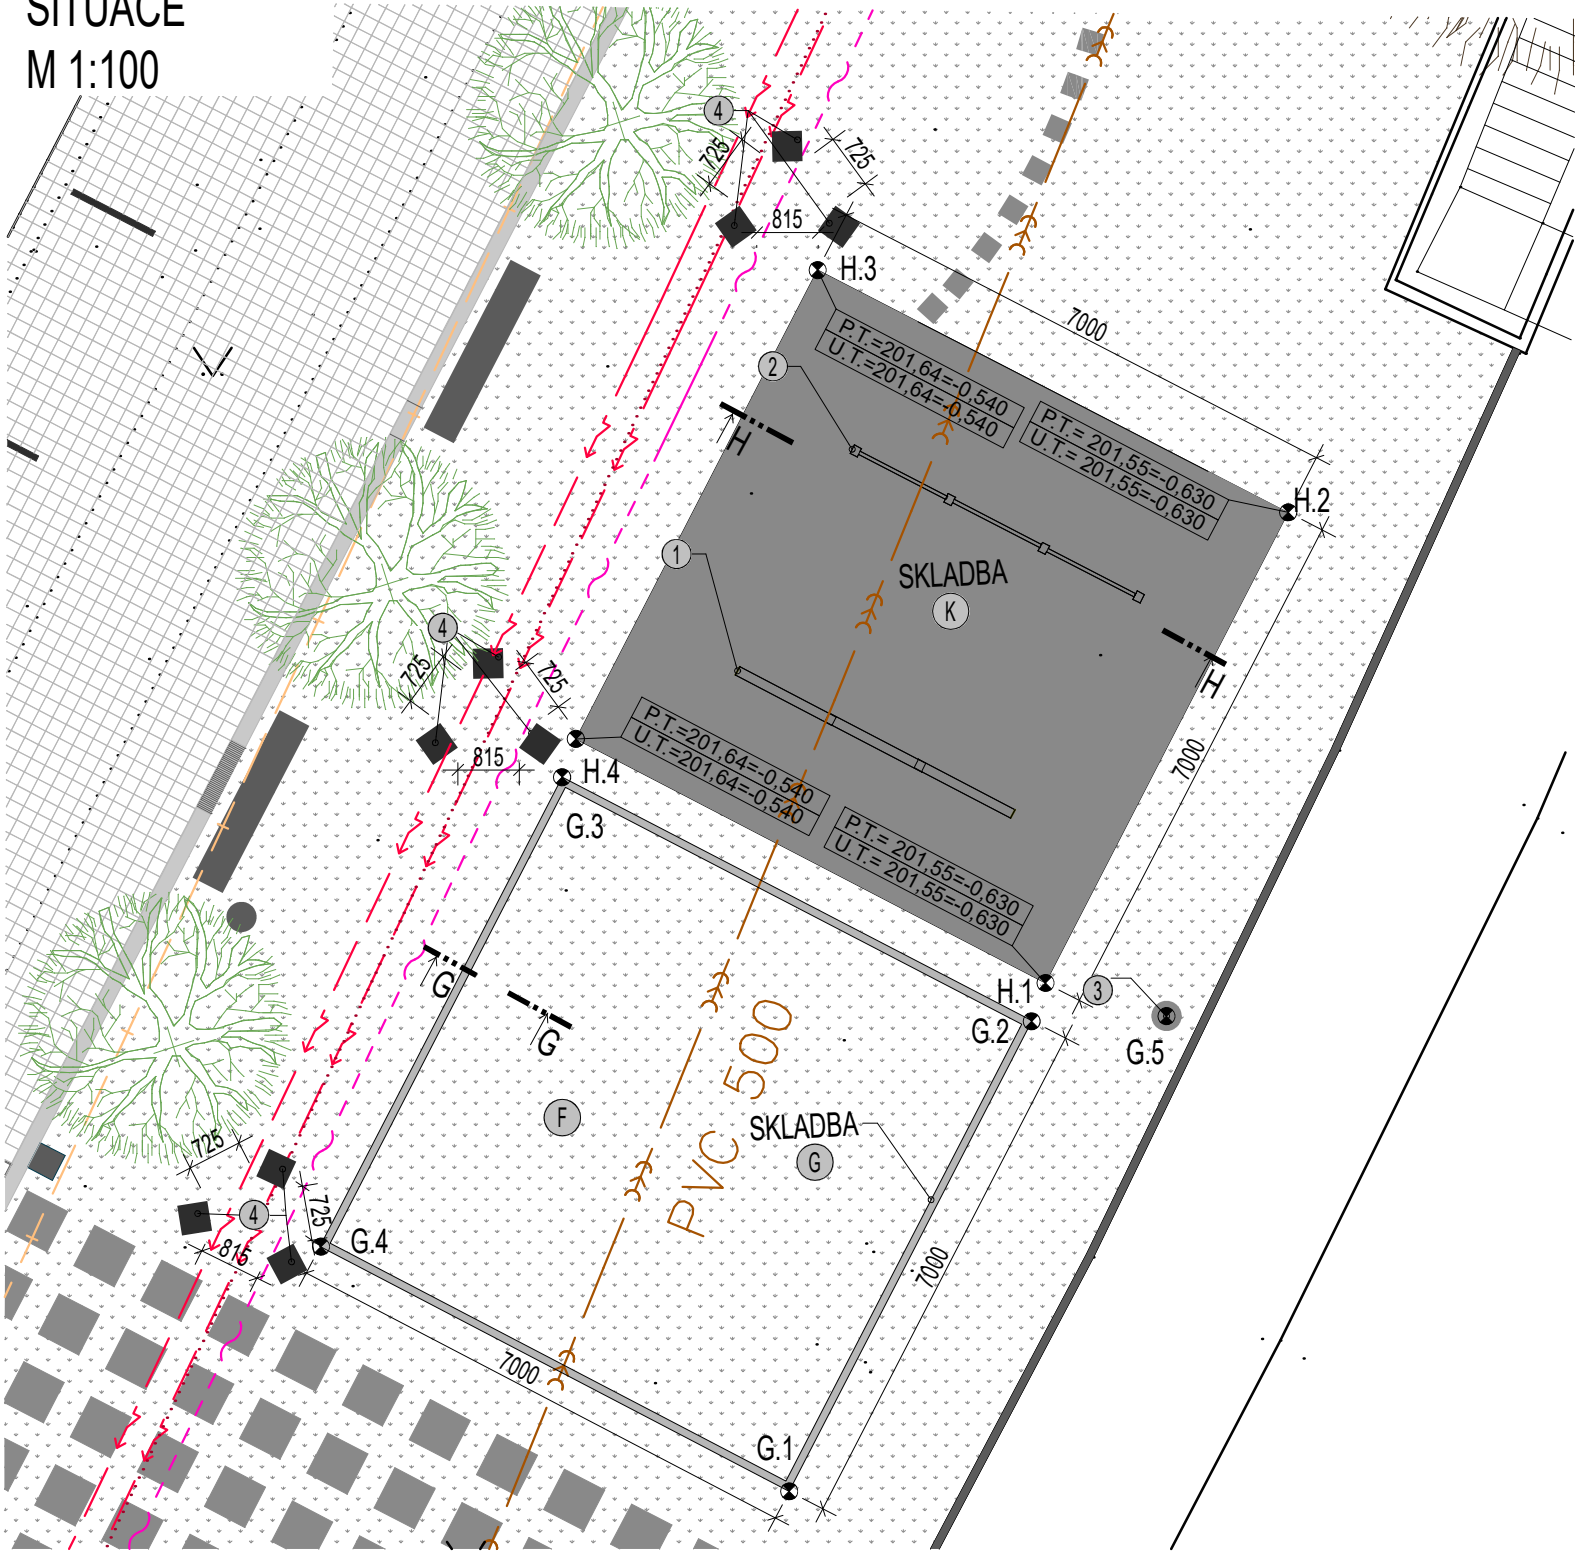 SITUACE
M 1:100
4
725
725
815
H.3
7000
P.T.=201,64=-0,540
U.T.=201,64=-0,540
2
P.T.= 201,55=-0,630
U.T.= 201,55=-0,630
H
H.2
1
SKLADBA
K
4
725
725
H
815
H.4
P.T.=201,64=-0,540
U.T.=201,64=-0,540
7000
G.3
P.T.= 201,55=-0,630
U.T.= 201,55=-0,630
G
H.1
3
G
G.2
G.5
PVC 500
F
SKLADBA
G
725
4
725
815
G.4
7000
7000
G.1